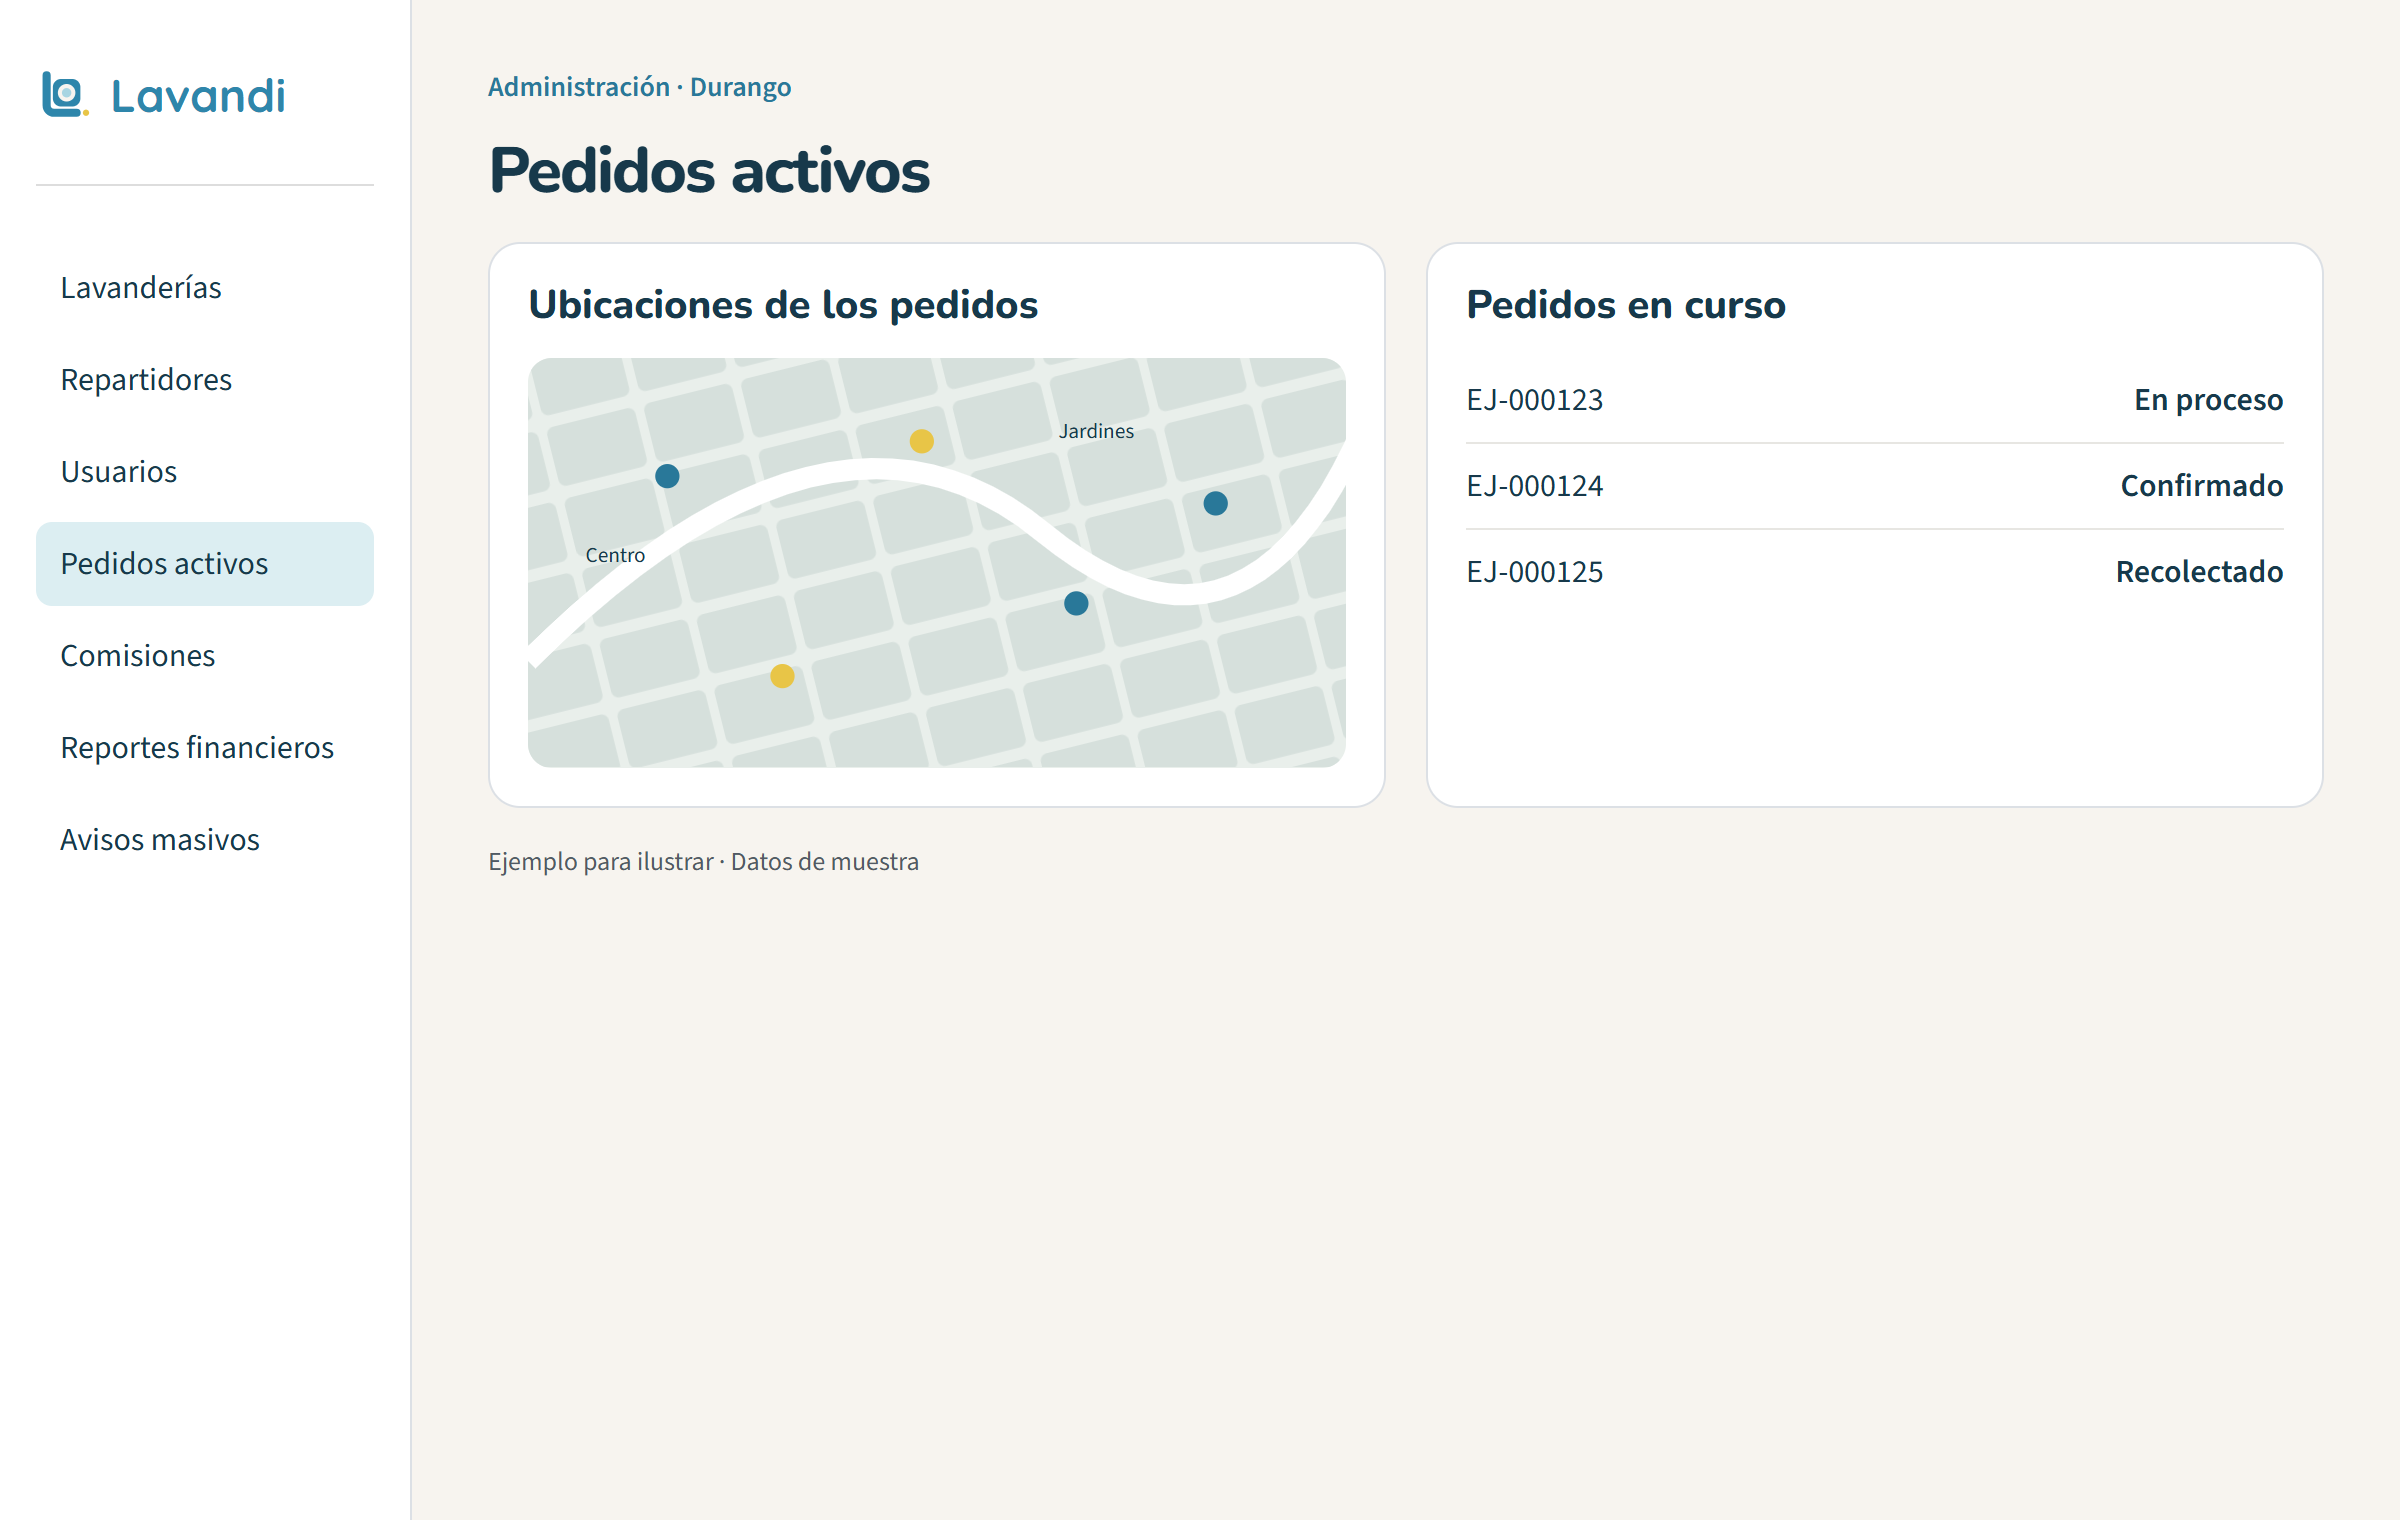 Lavandi
Lavanderías
Repartidores
Usuarios
Pedidos activos
Comisiones
Reportes financieros
Avisos masivos
Administración · Durango
Pedidos activos
Ubicaciones de los pedidos
Jardines
Centro
Pedidos en curso
EJ-000123 En proceso
EJ-000124 Confirmado
EJ-000125 Recolectado
Ejemplo para ilustrar · Datos de muestra